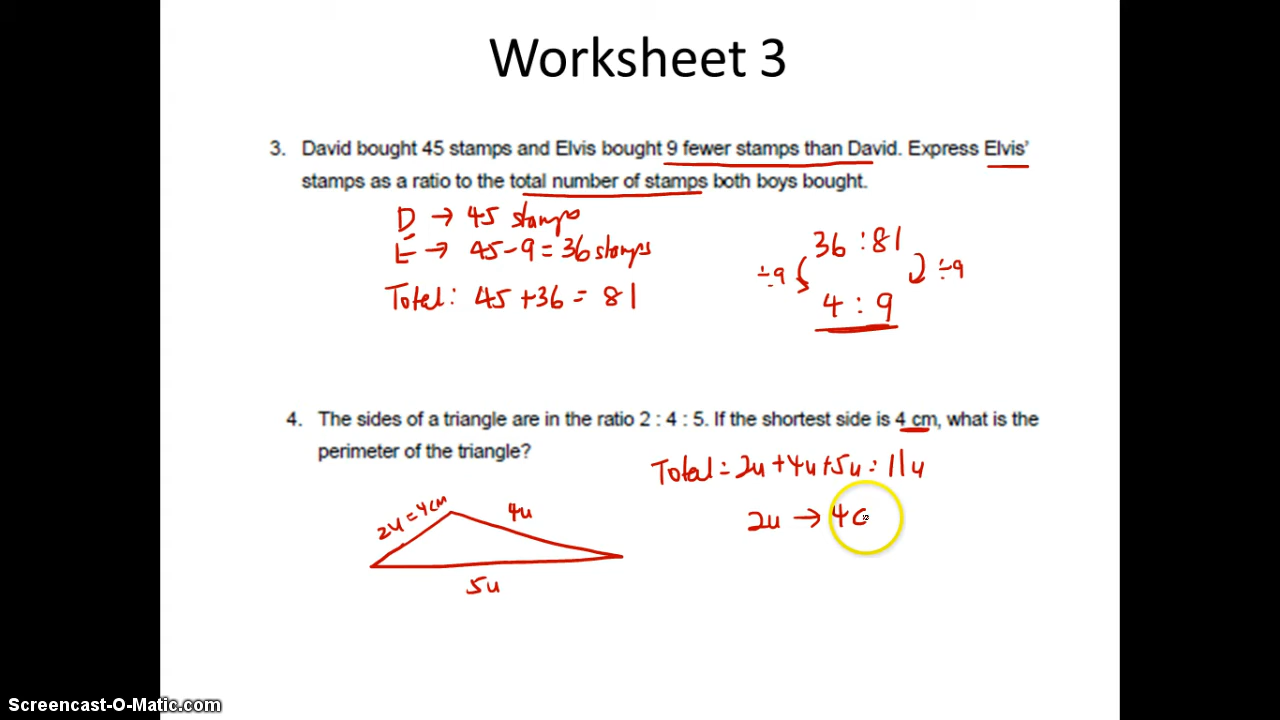 Worksheet 3
3. David bought 45 stamps and Elvis bought 9 fewer stamps than David. Express Elvis'
stamps as a ratio to the total number of stamps both boys bought.
D → 45 stamps
E → 45-9 = 36 stamps
Total: 45 +36 = 81
36 : 81
÷9 ÷9
4 : 9
4. The sides of a triangle are in the ratio 2 : 4 : 5. If the shortest side is 4 cm, what is the
perimeter of the triangle?
Total = 2u +4u +5u = 11u
2u → 4c
2u = 4cm
4u
5u
Screencast-O-Matic.com